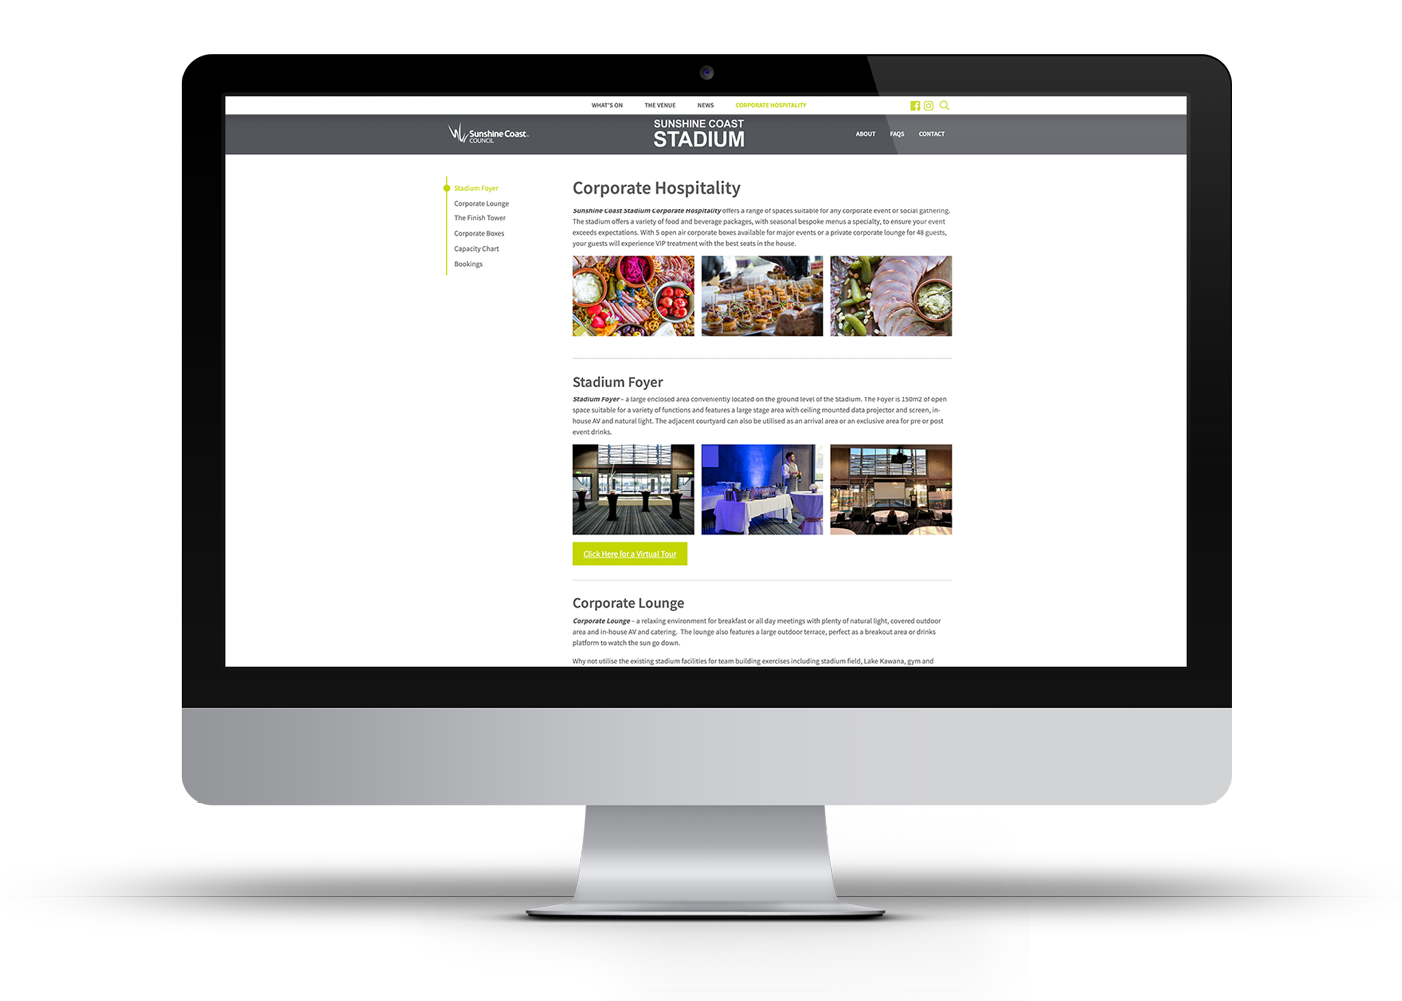 WHAT'S ON THE VENUE NEWS CORPORATE HOSPITALITY
Sunshine Coast
COUNCIL
SUNSHINE COAST
STADIUM
ABOUT FAQS CONTACT
Stadium Foyer
Corporate Lounge
The Finish Tower
Corporate Boxes
Capacity Chart
Bookings
Corporate Hospitality
Sunshine Coast Stadium Corporate Hospitality offers a range of spaces suitable for any corporate event or social gathering.
The stadium offers a variety of food and beverage packages, with seasonal bespoke menus a specialty, to ensure your event
exceeds expectations. With 5 open air corporate boxes available for major events or a private corporate lounge for 48 guests,
your guests will experience VIP treatment with the best seats in the house.
Stadium Foyer
Stadium Foyer – a large enclosed area conveniently located on the ground level of the Stadium. The Foyer is 150m2 of open
space suitable for a variety of functions and features a large stage area with ceiling mounted data projector and screen, in-
house AV and natural light. The adjacent courtyard can also be utilised as an arrival area or an exclusive area for pre or post
event drinks.
Click Here for a Virtual Tour
Corporate Lounge
Corporate Lounge – a relaxing environment for breakfast or all day meetings with plenty of natural light, covered outdoor
area and in-house AV and catering. The lounge also features a large outdoor terrace, perfect as a breakout area or drinks
platform to watch the sun go down.
Why not utilise the existing stadium facilities for team building exercises including stadium field, Lake Kawana, gym and